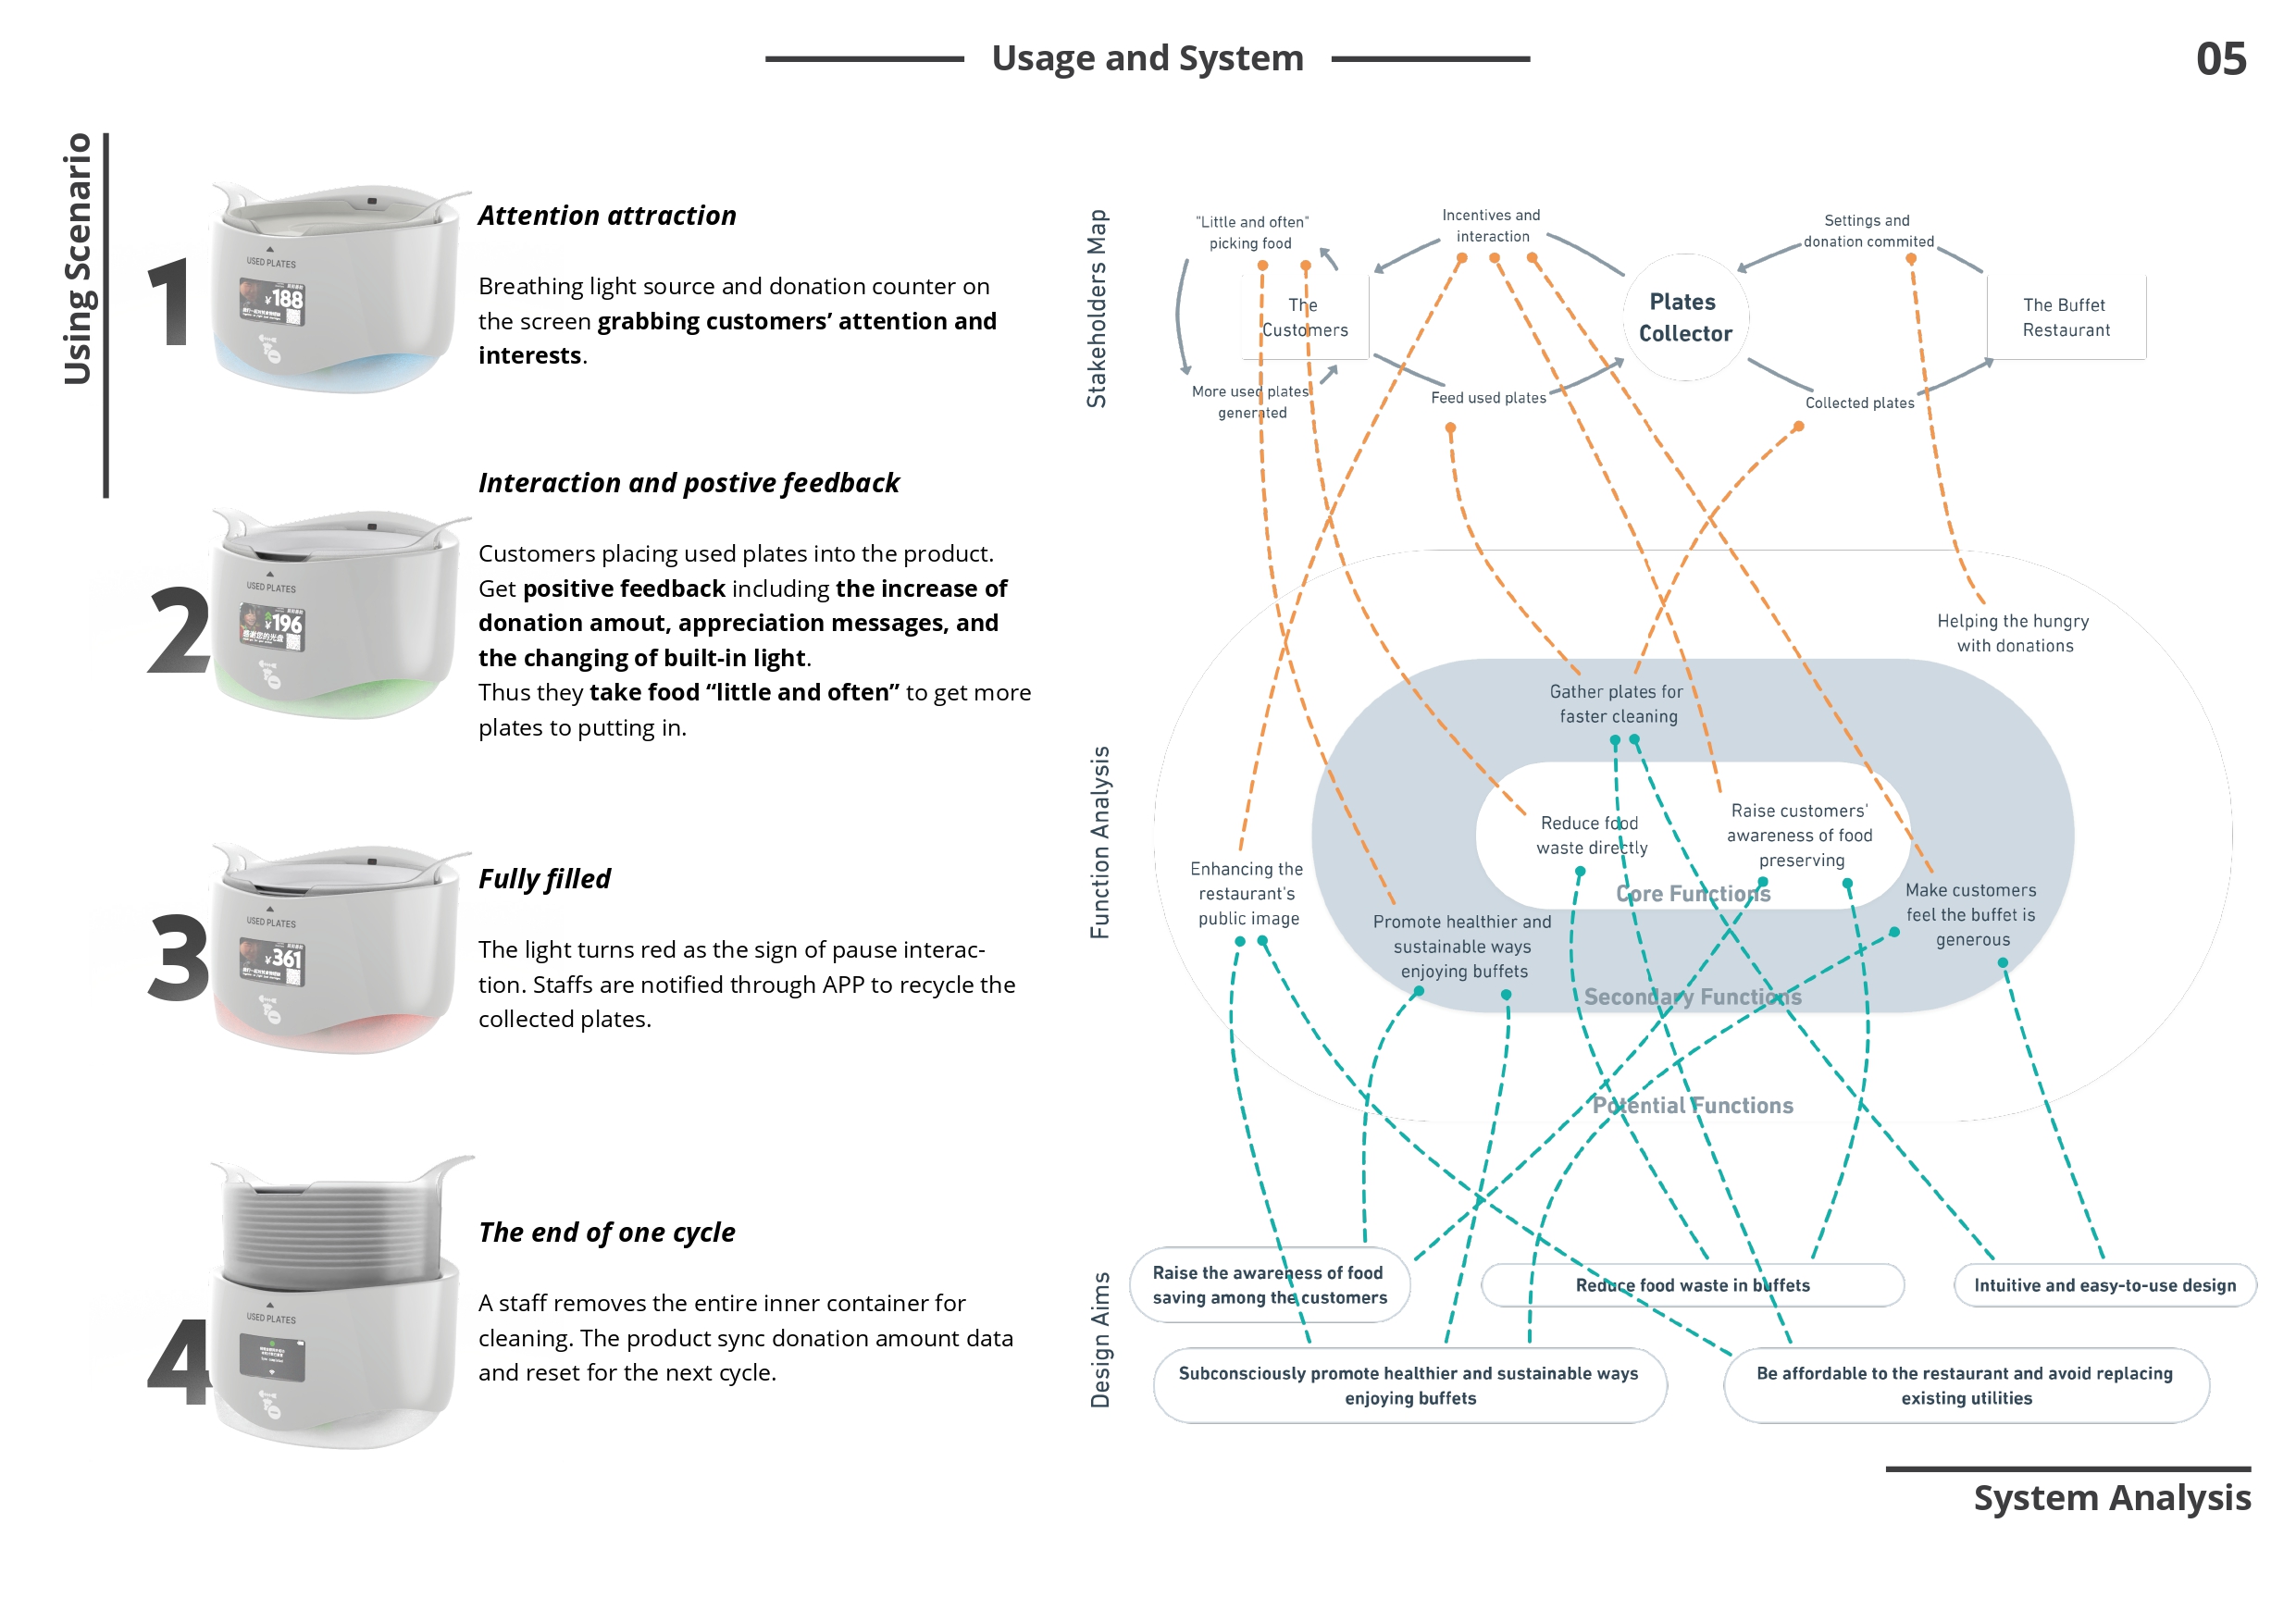 Usage and System
05
Using Scenario
1
USED PLATES
¥188
Attention attraction
Breathing light source and donation counter on
the screen grabbing customers’ attention and
interests.
2
USED PLATES
¥196
感谢您的光盘
Interaction and postive feedback
Customers placing used plates into the product.
Get positive feedback including the increase of
donation amout, appreciation messages, and
the changing of built-in light.
Thus they take food “little and often” to get more
plates to putting in.
3
USED PLATES
¥361
Fully filled
The light turns red as the sign of pause interac-
tion. Staffs are notified through APP to recycle the
collected plates.
4
USED PLATES
The end of one cycle
A staff removes the entire inner container for
cleaning. The product sync donation amount data
and reset for the next cycle.
Stakeholders Map
"Little and often"
picking food
Incentives and
interaction
Settings and
donation commited
The
Customers
Plates
Collector
The Buffet
Restaurant
More used plates
generated
Feed used plates
Collected plates
Function Analysis
Helping the hungry
with donations
Gather plates for
faster cleaning
Reduce food
waste directly
Raise customers'
awareness of food
preserving
Core Functions
Enhancing the
restaurant's
public image
Promote healthier and
sustainable ways
enjoying buffets
Make customers
feel the buffet is
generous
Secondary Functions
Potential Functions
Design Aims
Raise the awareness of food
saving among the customers
Reduce food waste in buffets
Intuitive and easy-to-use design
Subconsciously promote healthier and sustainable ways
enjoying buffets
Be affordable to the restaurant and avoid replacing
existing utilities
System Analysis